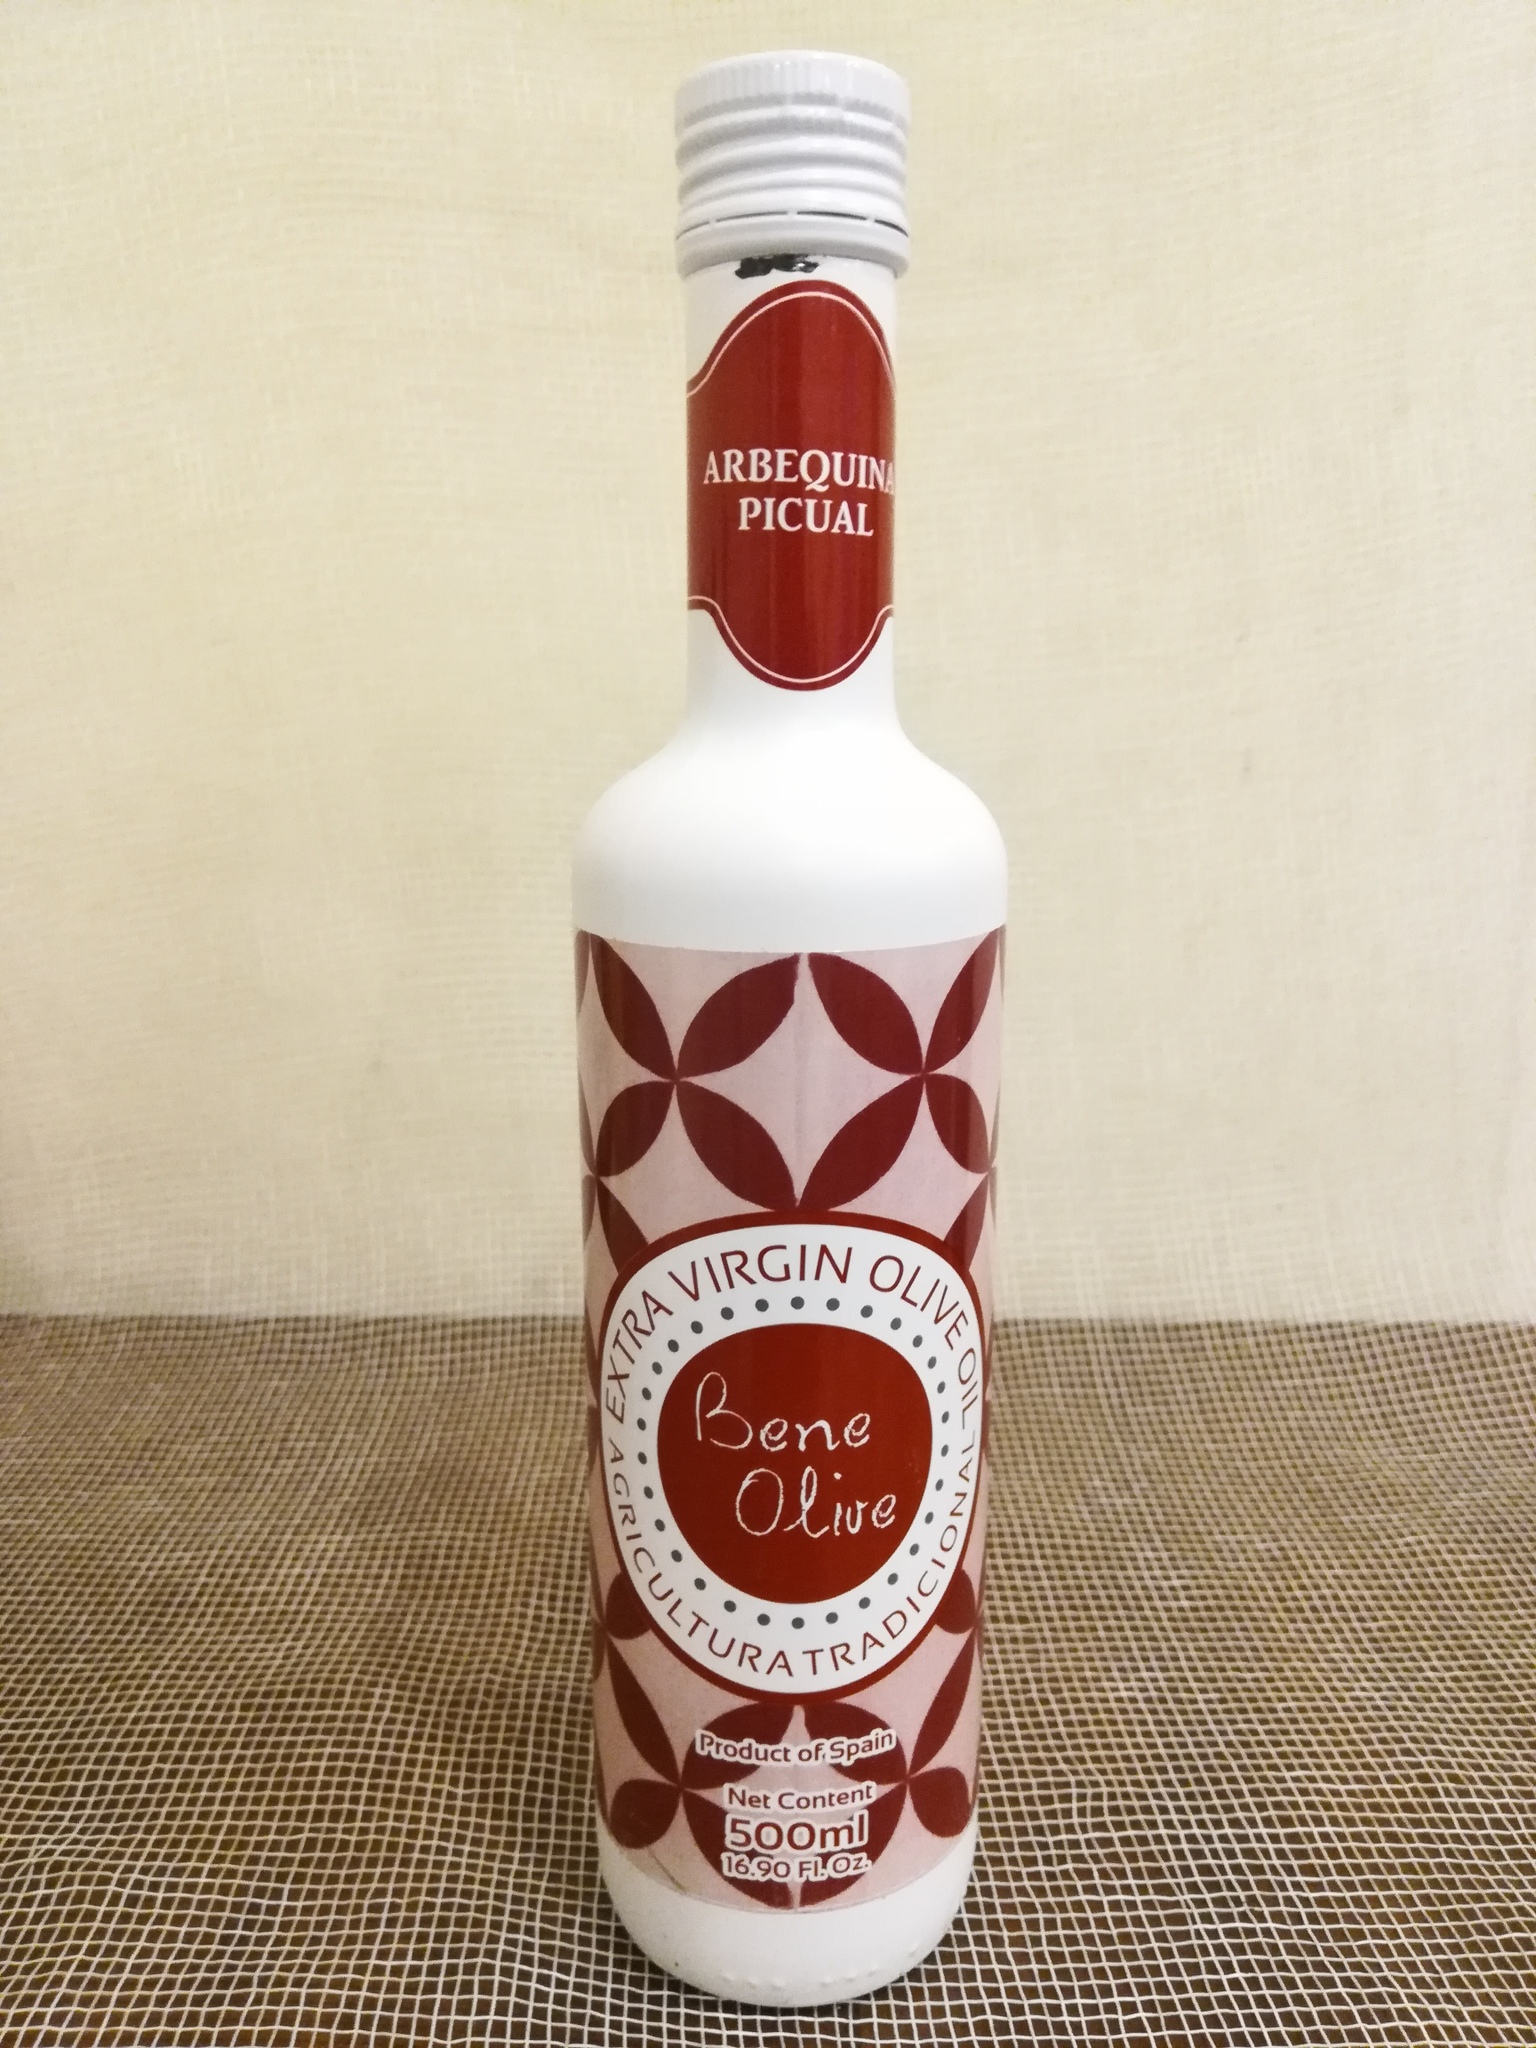 ARBEQUINA
PICUAL
EXTRA VIRGIN OLIVE OIL
Bene
Olive
AGRICULTURA TRADICIONAL
Product of Spain
Net Content
500ml
16.90 Fl. Oz.